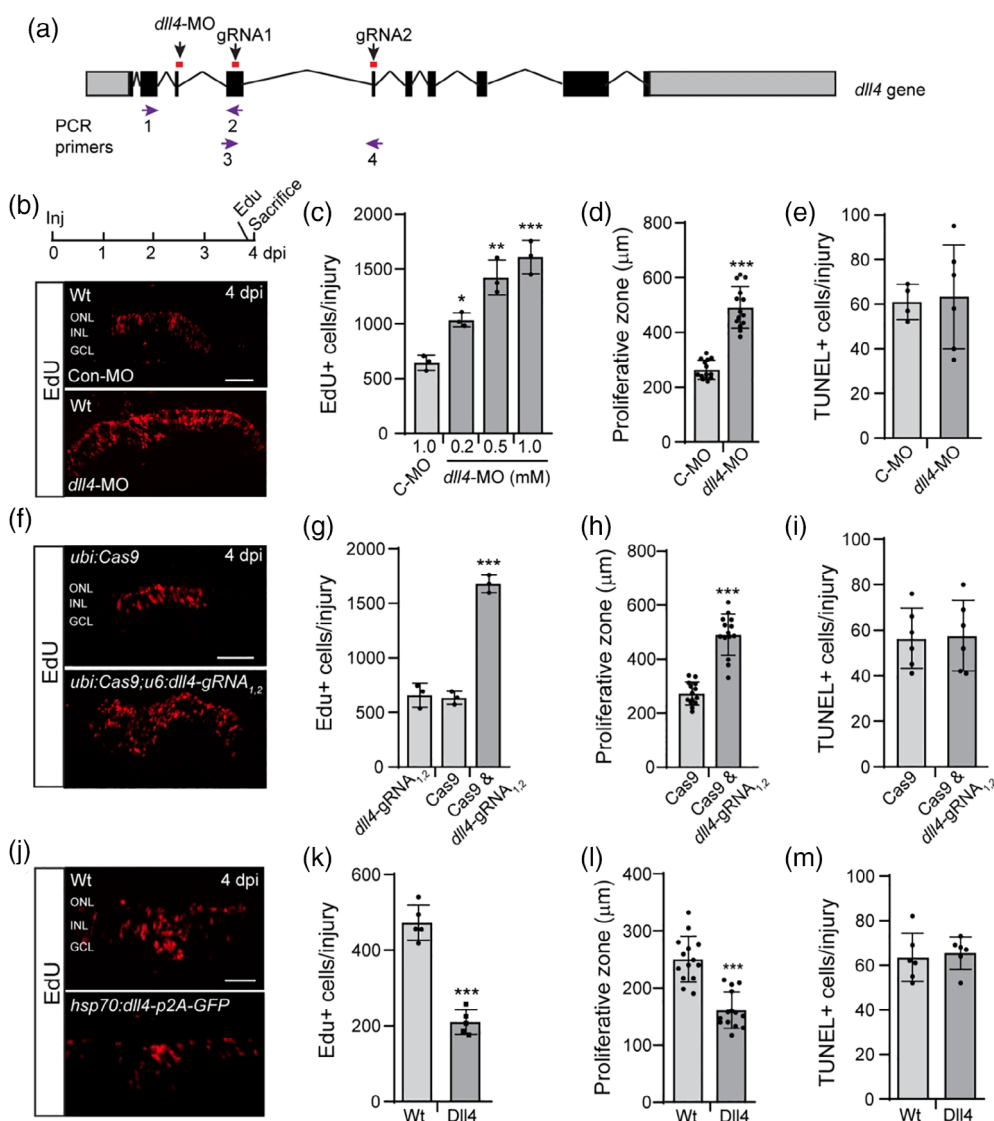 (a)
dll4-MO
gRNA1
gRNA2
dll4 gene
PCR
primers
1
2
3
4
(b)
Inj
Edu
Sacrifice
0
1
2
3
4 dpi
EdU
Wt
4 dpi
ONL
INL
GCL
Con-MO
Wt
dll4-MO
(c)
EdU+ cells/injury
2000
1500
1000
500
0
*
**
***
1.0
0.2
0.5
1.0
C-MO
dll4-MO (mM)
(d)
Proliferative zone (μm)
800
600
400
200
0
***
C-MO
dll4-MO
(e)
TUNEL+ cells/injury
100
80
60
40
20
0
C-MO
dll4-MO
(f)
EdU
ubi:Cas9
4 dpi
ONL
INL
GCL
ubi:Cas9;u6:dll4-gRNA1,2
(g)
Edu+ cells/injury
2000
1500
1000
500
0
***
dll4-gRNA1,2
Cas9
Cas9 &
dll4-gRNA1,2
(h)
Proliferative zone (μm)
800
600
400
200
0
***
Cas9
Cas9 &
dll4-gRNA1,2
(i)
TUNEL+ cells/injury
100
80
60
40
20
0
Cas9
Cas9 &
dll4-gRNA1,2
(j)
EdU
Wt
4 dpi
ONL
INL
GCL
hsp70:dll4-p2A-GFP
(k)
Edu+ cells/injury
600
400
200
0
***
Wt
Dll4
(l)
Proliferative zone (μm)
400
300
200
100
0
***
Wt
Dll4
(m)
TUNEL+ cells/injury
100
80
60
40
20
0
Wt
Dll4